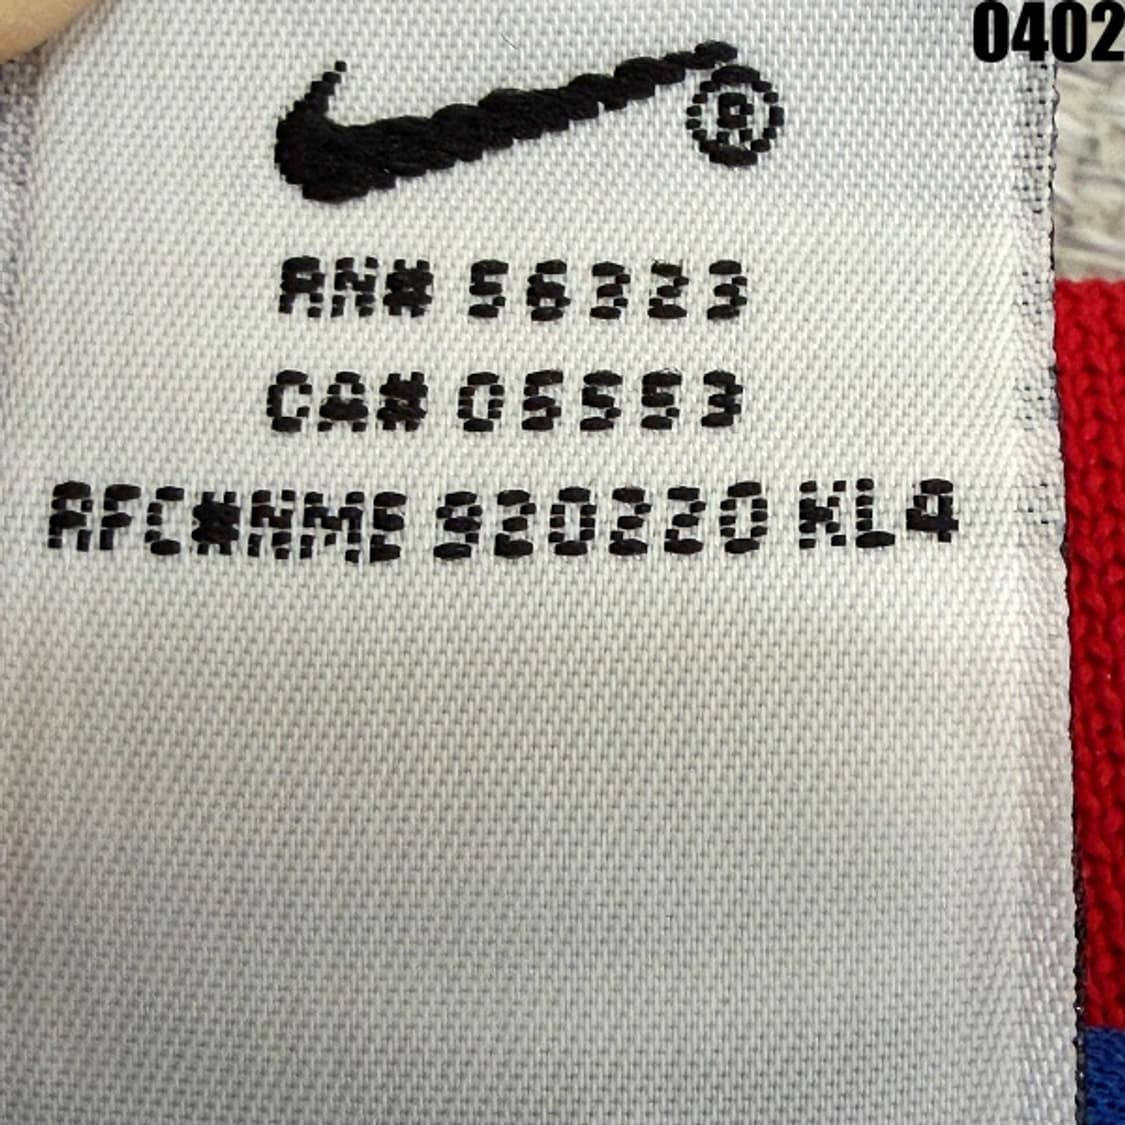 0402
®
RN# 56323
CA# 05553
RFC#NME 920220 KL4